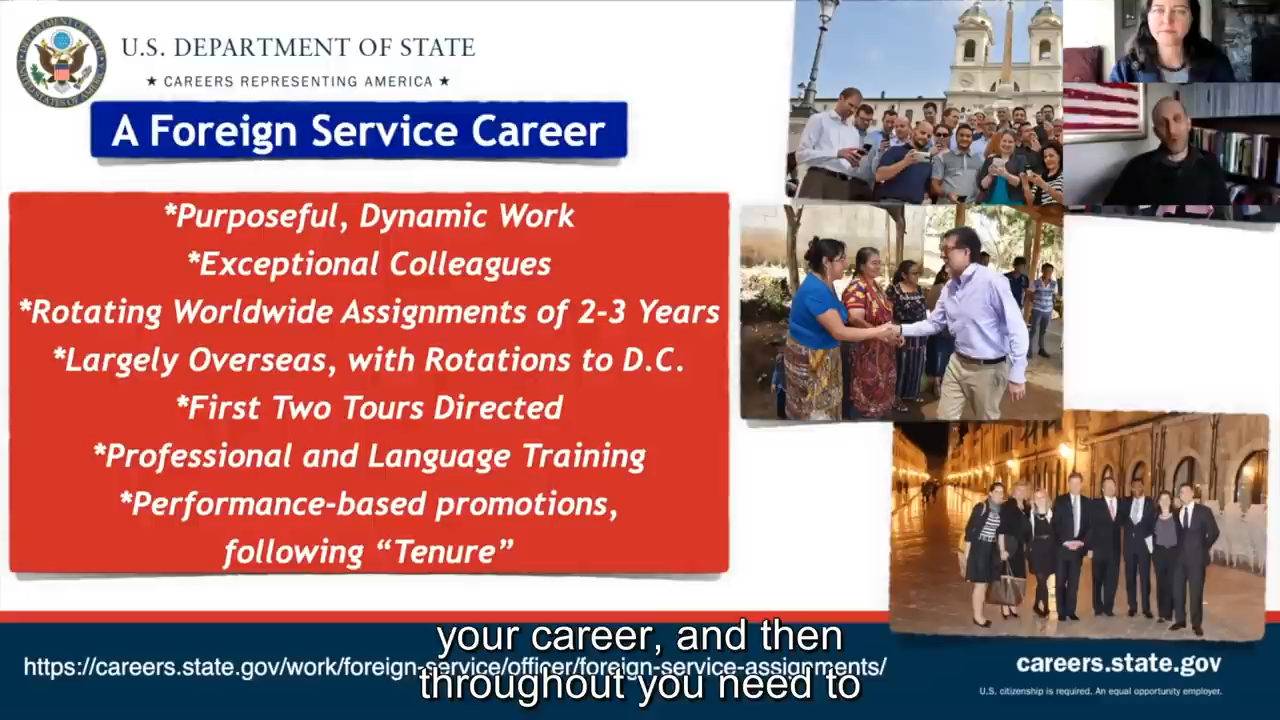 U.S. DEPARTMENT OF STATE
★ CAREERS REPRESENTING AMERICA ★
A Foreign Service Career
*Purposeful, Dynamic Work
*Exceptional Colleagues
*Rotating Worldwide Assignments of 2-3 Years
*Largely Overseas, with Rotations to D.C.
*First Two Tours Directed
*Professional and Language Training
*Performance-based promotions,
following “Tenure”
your career, and then
throughout you need to
https://careers.state.gov/work/foreign-service/officer/foreign-service-assignments/
careers.state.gov
U.S. citizenship is required. An equal opportunity employer.